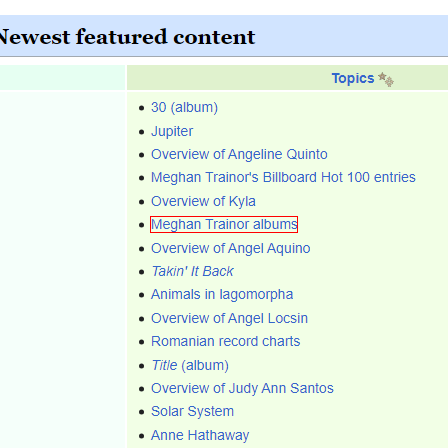 Newest featured content
Topics
30 (album)
Jupiter
Overview of Angeline Quinto
Meghan Trainor's Billboard Hot 100 entries
Overview of Kyla
Meghan Trainor albums
Overview of Angel Aquino
Takin' It Back
Animals in lagomorpha
Overview of Angel Locsin
Romanian record charts
Title (album)
Overview of Judy Ann Santos
Solar System
Anne Hathaway